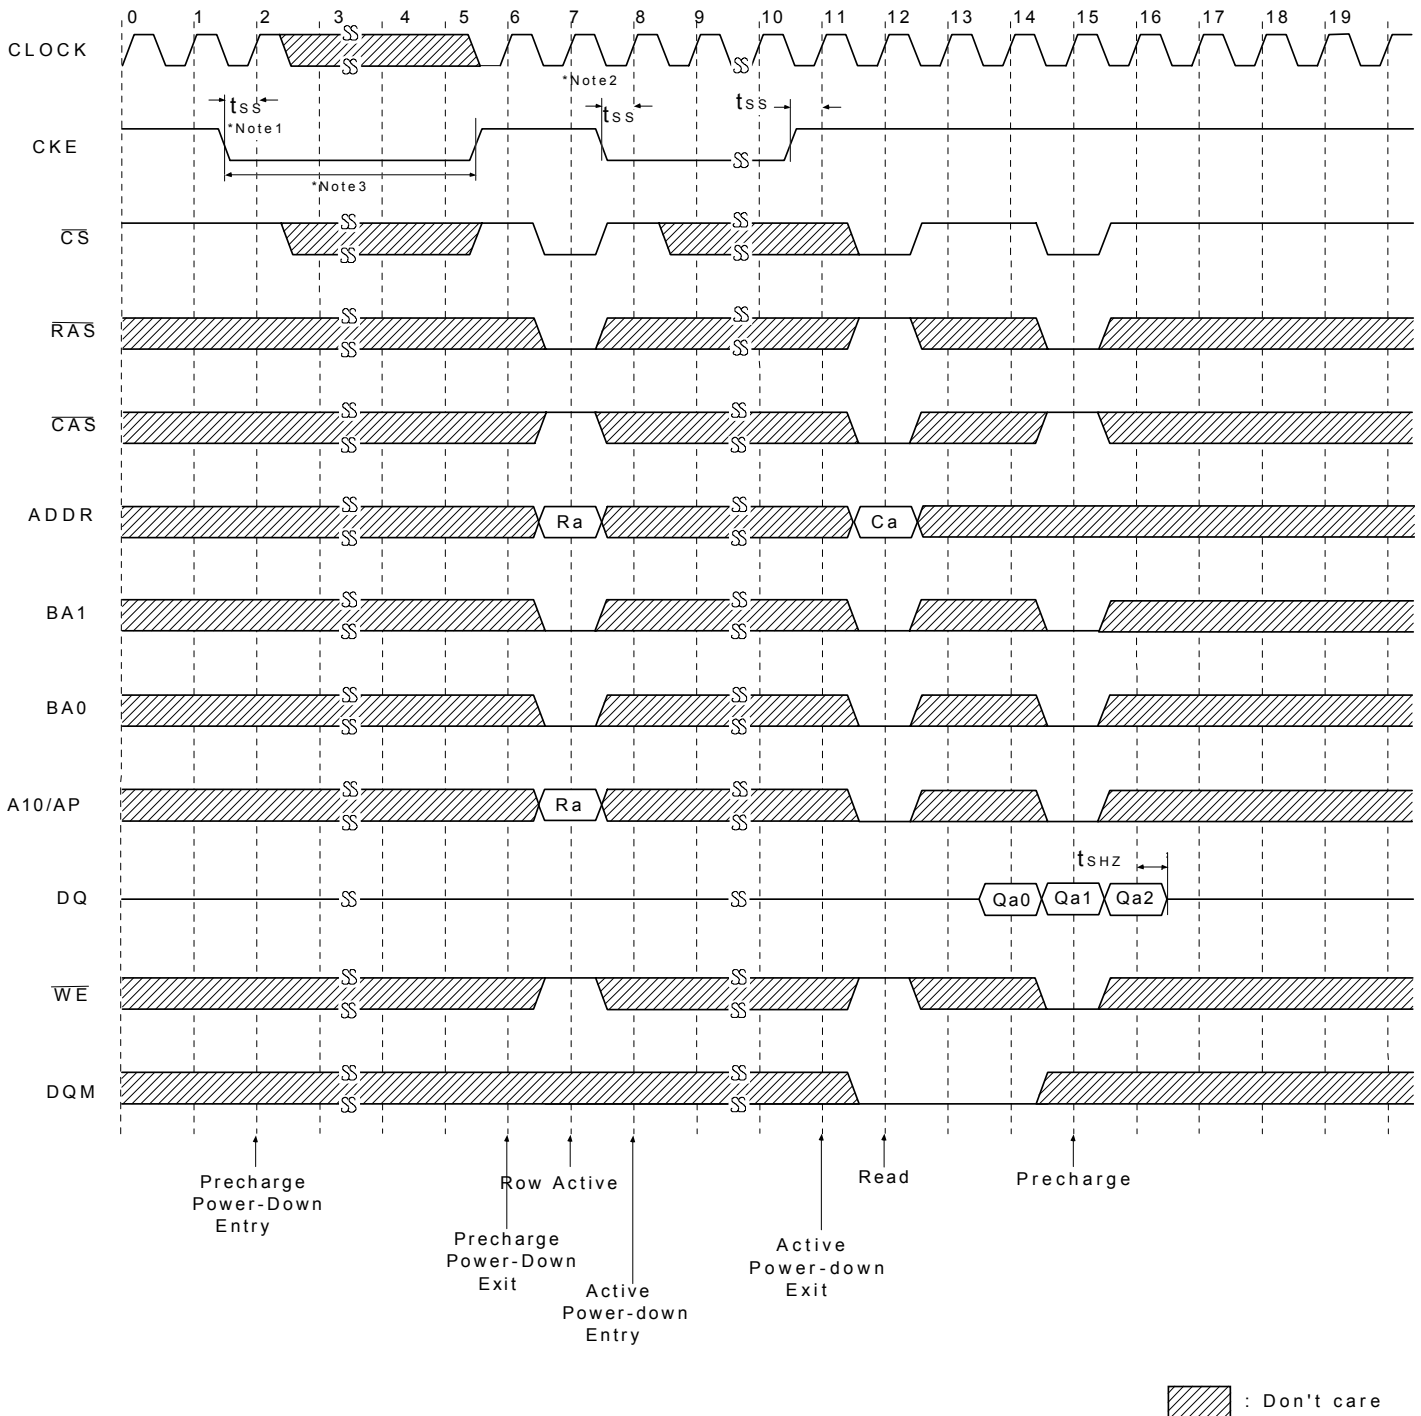 0 1 2 3 4 5 6 7 8 9 10 11 12 13 14 15 16 17 18 19
CLOCK
*Note2
tSS
*Note1
tSS
tSS
CKE
*Note3
CS
RAS
CAS
ADDR
Ra
Ca
BA1
BA0
A10/AP
Ra
tSHZ
DQ
Qa0
Qa1
Qa2
WE
DQM
Precharge
Power-Down
Entry
Row Active
Read
Precharge
Precharge
Power-Down
Exit
Active
Power-down
Exit
Active
Power-down
Entry
: Don't care